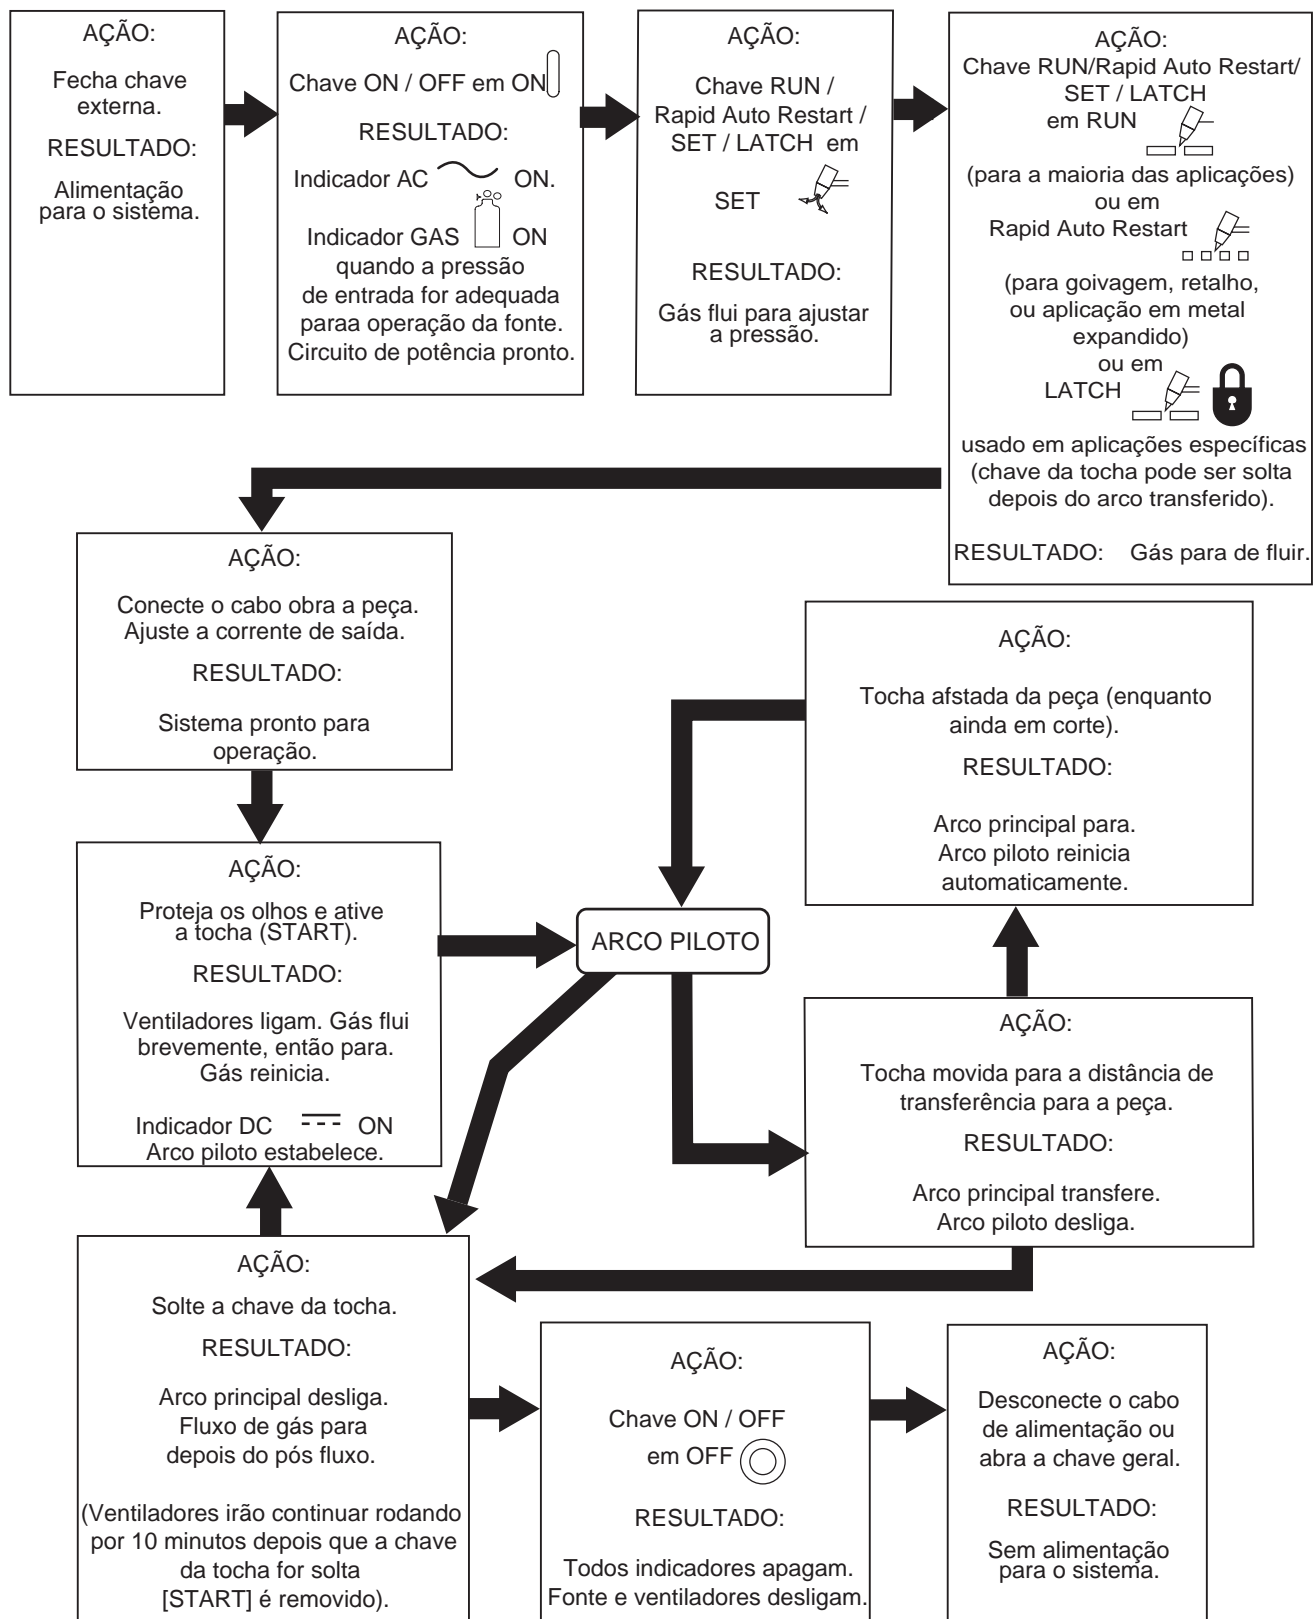 AÇÃO:
Fecha chave
externa.
RESULTADO:
Alimentação
para o sistema.
AÇÃO:
Chave ON / OFF em ON
RESULTADO:
Indicador AC ON.
Indicador GAS ON
quando a pressão
de entrada for adequada
paraa operação da fonte.
Circuito de potência pronto.
AÇÃO:
Chave RUN /
Rapid Auto Restart /
SET / LATCH em
SET
RESULTADO:
Gás flui para ajustar
a pressão.
AÇÃO:
Chave RUN/Rapid Auto Restart/
SET / LATCH
em RUN
(para a maioria das aplicações)
ou em
Rapid Auto Restart
(para goivagem, retalho,
ou aplicação em metal
expandido)
ou em
LATCH
usado em aplicações específicas
(chave da tocha pode ser solta
depois do arco transferido).
RESULTADO: Gás para de fluir.
AÇÃO:
Conecte o cabo obra a peça.
Ajuste a corrente de saída.
RESULTADO:
Sistema pronto para
operação.
AÇÃO:
Proteja os olhos e ative
a tocha (START).
RESULTADO:
Ventiladores ligam. Gás flui
brevemente, então para.
Gás reinicia.
Indicador DC ON
Arco piloto estabelece.
ARCO PILOTO
AÇÃO:
Tocha afstada da peça (enquanto
ainda em corte).
RESULTADO:
Arco principal para.
Arco piloto reinicia
automaticamente.
AÇÃO:
Tocha movida para a distância de
transferência para a peça.
RESULTADO:
Arco principal transfere.
Arco piloto desliga.
AÇÃO:
Solte a chave da tocha.
RESULTADO:
Arco principal desliga.
Fluxo de gás para
depois do pós fluxo.
(Ventiladores irão continuar rodando
por 10 minutos depois que a chave
da tocha for solta
[START] é removido).
AÇÃO:
Chave ON / OFF
em OFF
RESULTADO:
Todos indicadores apagam.
Fonte e ventiladores desligam.
AÇÃO:
Desconecte o cabo
de alimentação ou
abra a chave geral.
RESULTADO:
Sem alimentação
para o sistema.